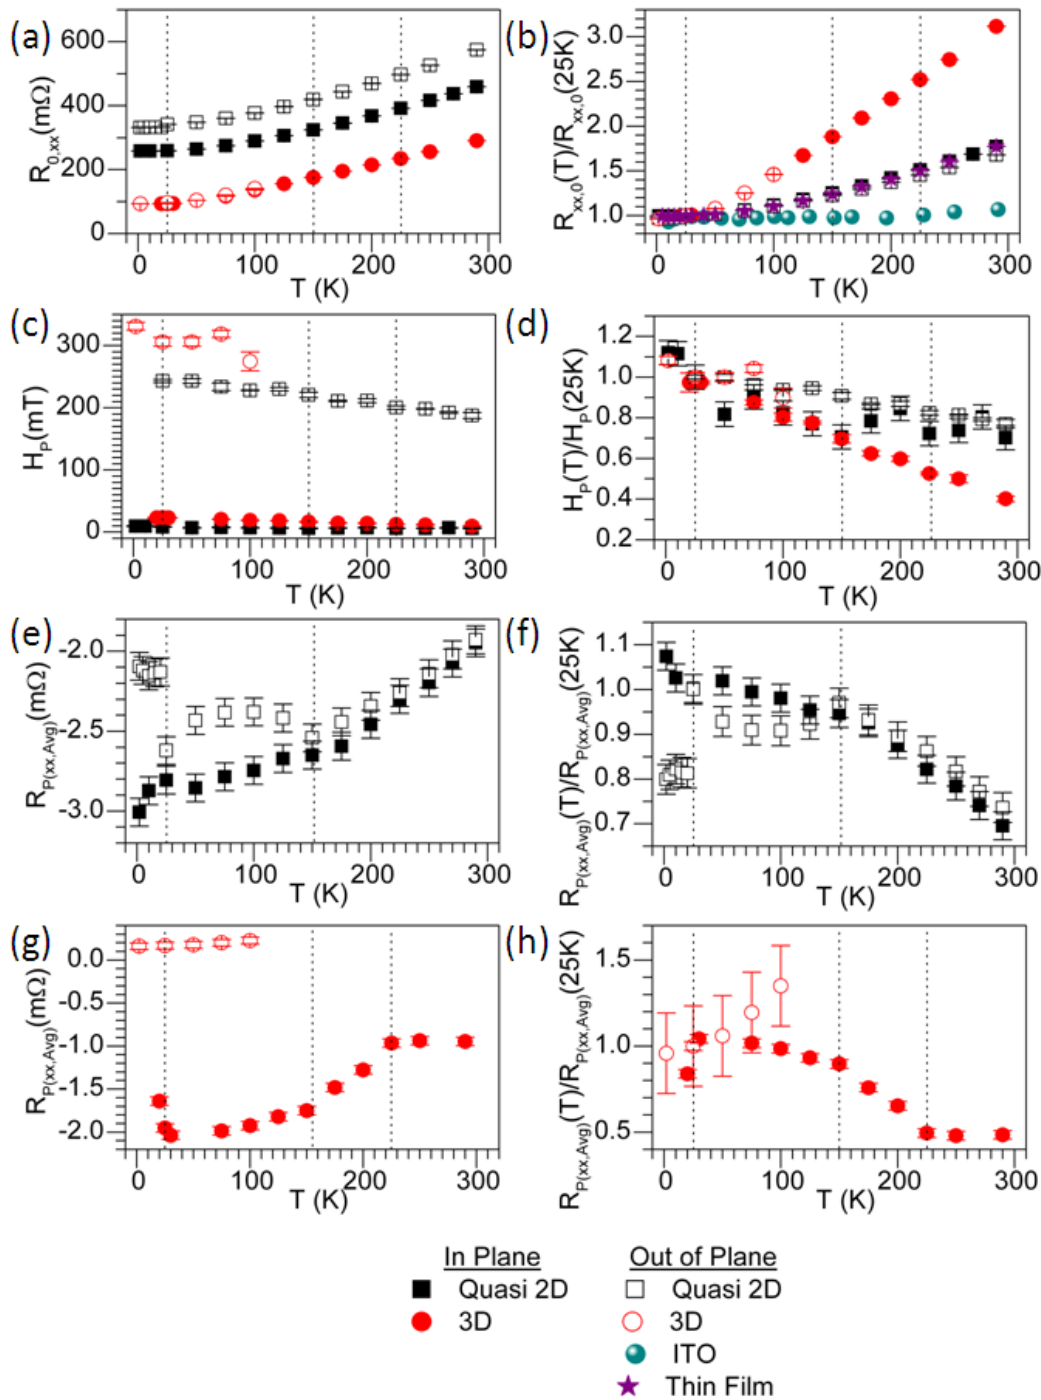 (a)
600
400
200
0
R0,xx(mΩ)
0 100 200 300
T (K)
(b)
3.0
2.5
2.0
1.5
1.0
Rxx,0(T)/Rxx,0(25K)
0 100 200 300
T (K)
(c)
300
200
100
0
HP(mT)
0 100 200 300
T (K)
(d)
1.2
1.0
0.8
0.6
0.4
0.2
HP(T)/HP(25K)
0 100 200 300
T (K)
(e)
-2.0
-2.5
-3.0
RP(xx,Avg)(mΩ)
0 100 200 300
T (K)
(f)
1.1
1.0
0.9
0.8
0.7
RP(xx,Avg)(T)/RP(xx,Avg)(25K)
0 100 200 300
T (K)
(g)
0.0
-0.5
-1.0
-1.5
-2.0
RP(xx,Avg)(mΩ)
0 100 200 300
T (K)
(h)
1.5
1.0
0.5
RP(xx,Avg)(T)/RP(xx,Avg)(25K)
0 100 200 300
T (K)
In Plane
Quasi 2D
3D
Out of Plane
Quasi 2D
3D
ITO
Thin Film